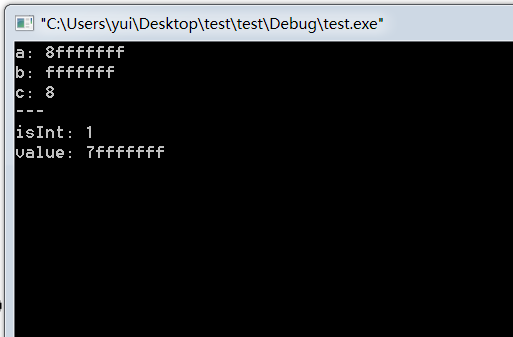 "C:\Users\yui\Desktop\test\test\Debug\test.exe"
a: 8fffffff
b: fffffff
c: 8
---
isInt: 1
value: 7fffffff